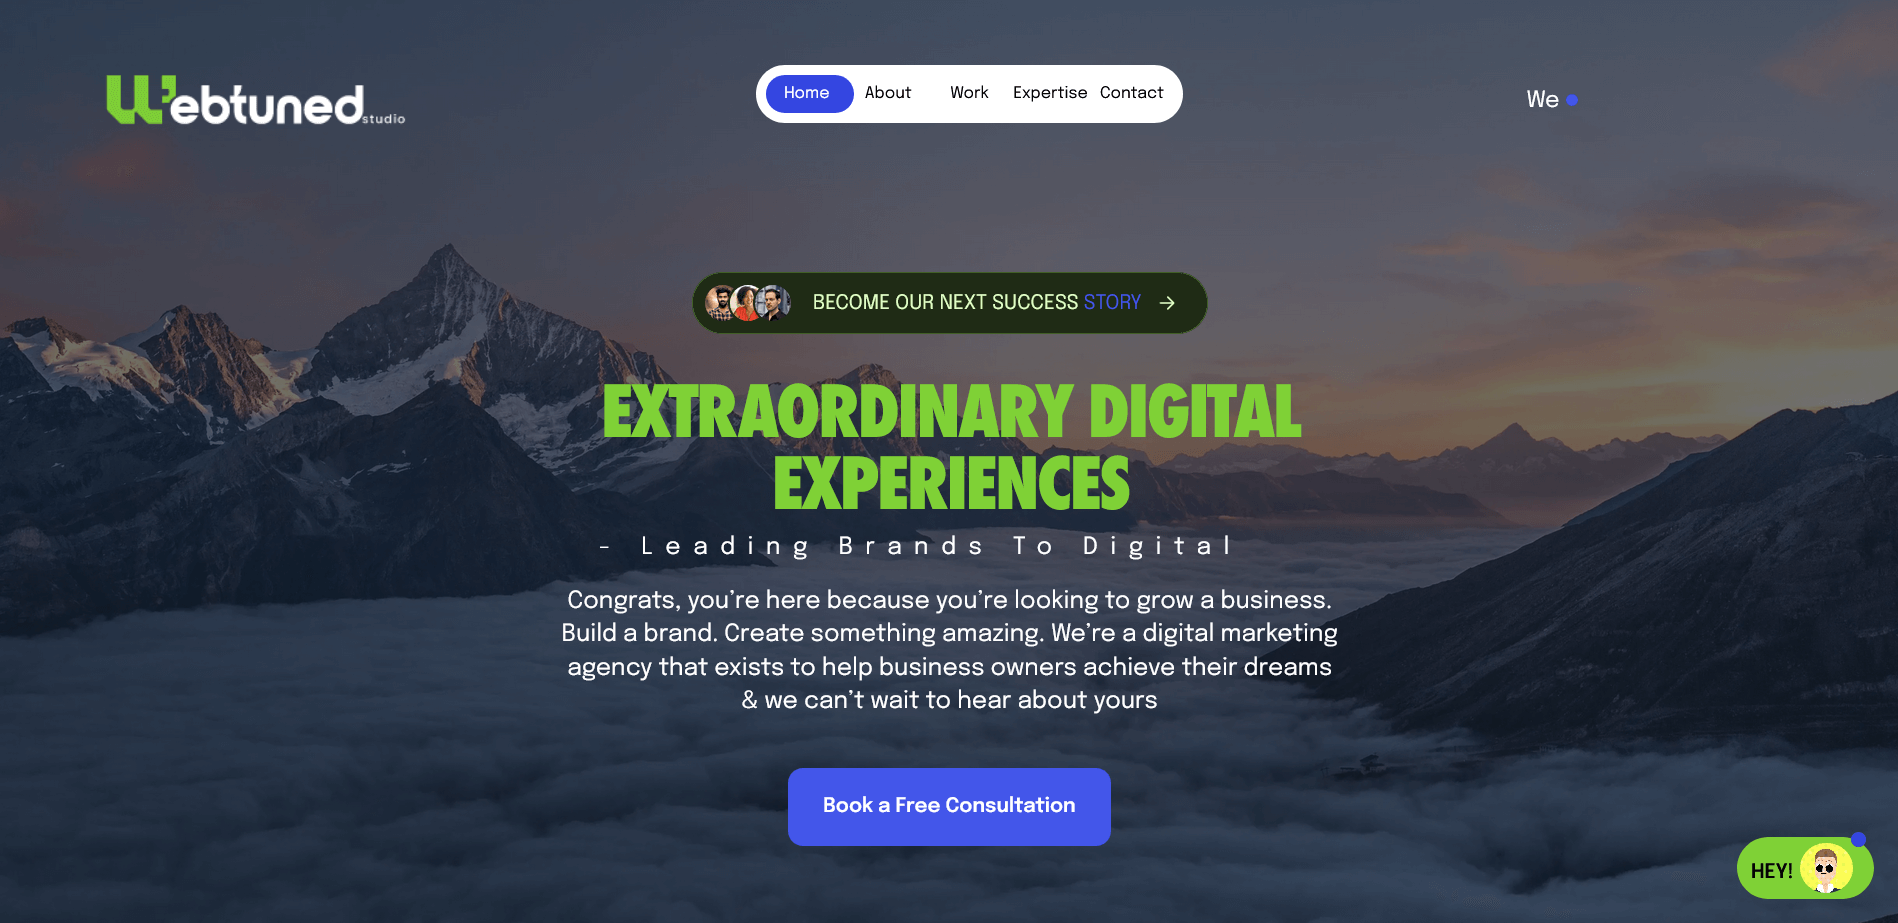 Webtuned studio
Home About Work Expertise Contact
We
BECOME OUR NEXT SUCCESS STORY
EXTRAORDINARY DIGITAL
EXPERIENCES
- Leading Brands To Digital
Congrats, you’re here because you’re looking to grow a business.
Build a brand. Create something amazing. We’re a digital marketing
agency that exists to help business owners achieve their dreams
& we can’t wait to hear about yours
Book a Free Consultation
HEY!